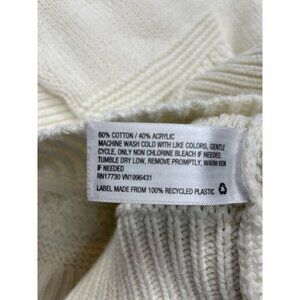 60% COTTON / 40% ACRYLIC
MACHINE WASH COLD WITH LIKE COLORS, GENTLE
CYCLE, ONLY NON CHLORINE BLEACH IF NEEDED,
TUMBLE DRY LOW, REMOVE PROMPTLY, WARM IRON
IF NEEDED
RN17730 VN1996431
LABEL MADE FROM 100% RECYCLED PLASTIC